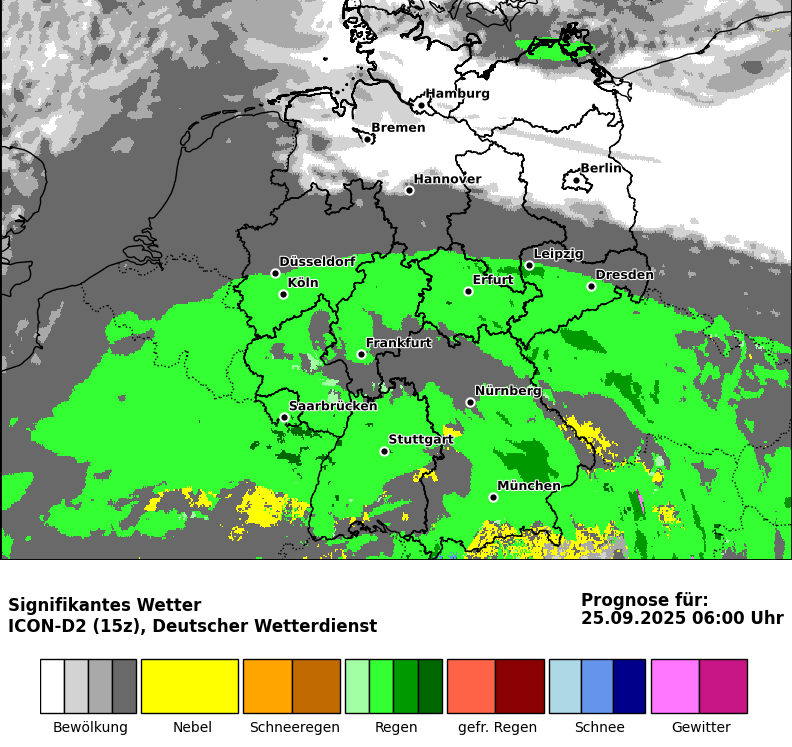 Hamburg
Bremen
Berlin
Hannover
Leipzig
Düsseldorf
Dresden
Köln
Erfurt
Frankfurt
Nürnberg
Saarbrücken
Stuttgart
München
Signifikantes Wetter
ICON-D2 (15z), Deutscher Wetterdienst
Prognose für:
25.09.2025 06:00 Uhr
Bewölkung
Nebel
Schneeregen
Regen
gefr. Regen
Schnee
Gewitter